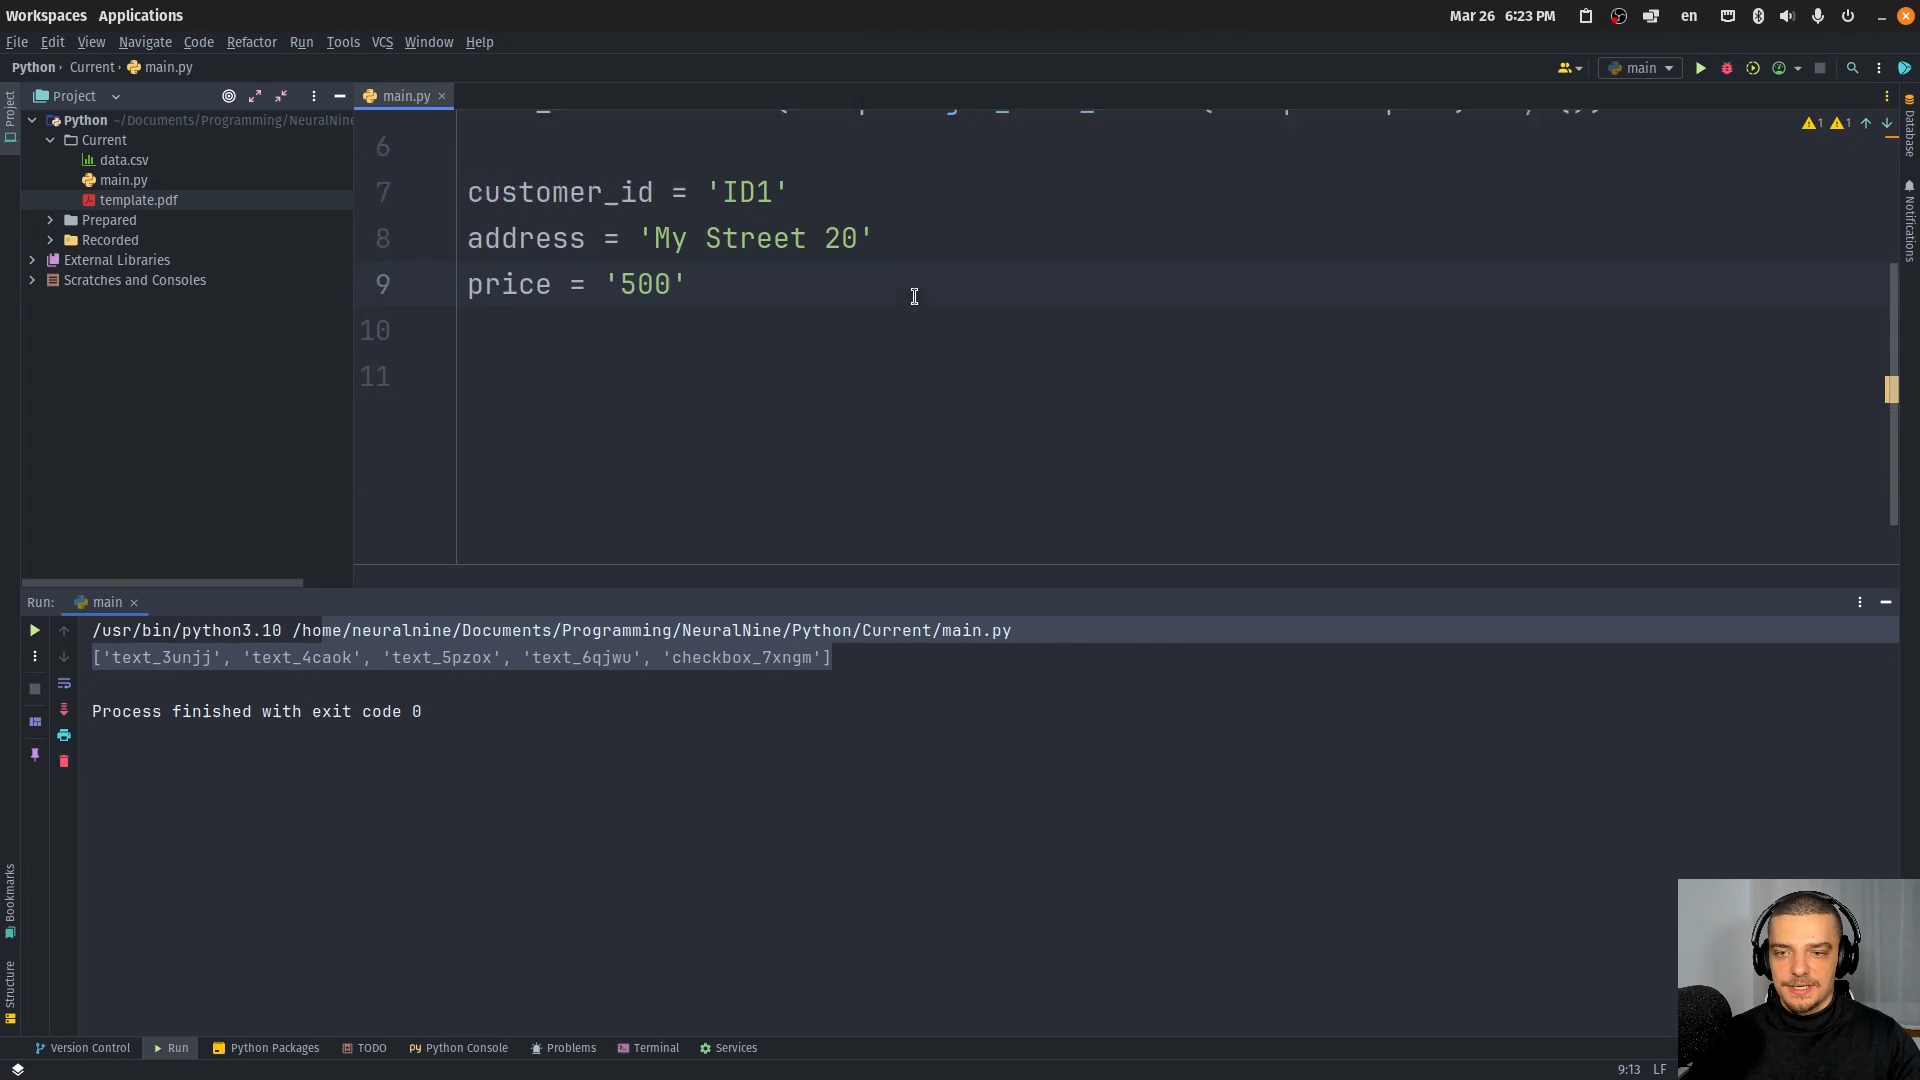 Workspaces Applications
Mar 26 6:23 PM
en
File Edit View Navigate Code Refactor Run Tools VCS Window Help
Python Current main.py
main
Project
main.py
Project
Python ~/Documents/Programming/NeuralNine
Current
data.csv
main.py
template.pdf
Prepared
Recorded
External Libraries
Scratches and Consoles
1 1
6
7 customer_id = 'ID1'
8 address = 'My Street 20'
9 price = '500'
10
11
Database
Notifications
Run: main
/usr/bin/python3.10 /home/neuralnine/Documents/Programming/NeuralNine/Python/Current/main.py
['text_3unjj', 'text_4caok', 'text_5pzox', 'text_6qjwu', 'checkbox_7xngm']
Process finished with exit code 0
Bookmarks
Structure
Version Control Run Python Packages TODO Python Console Problems Terminal Services
9:13 LF